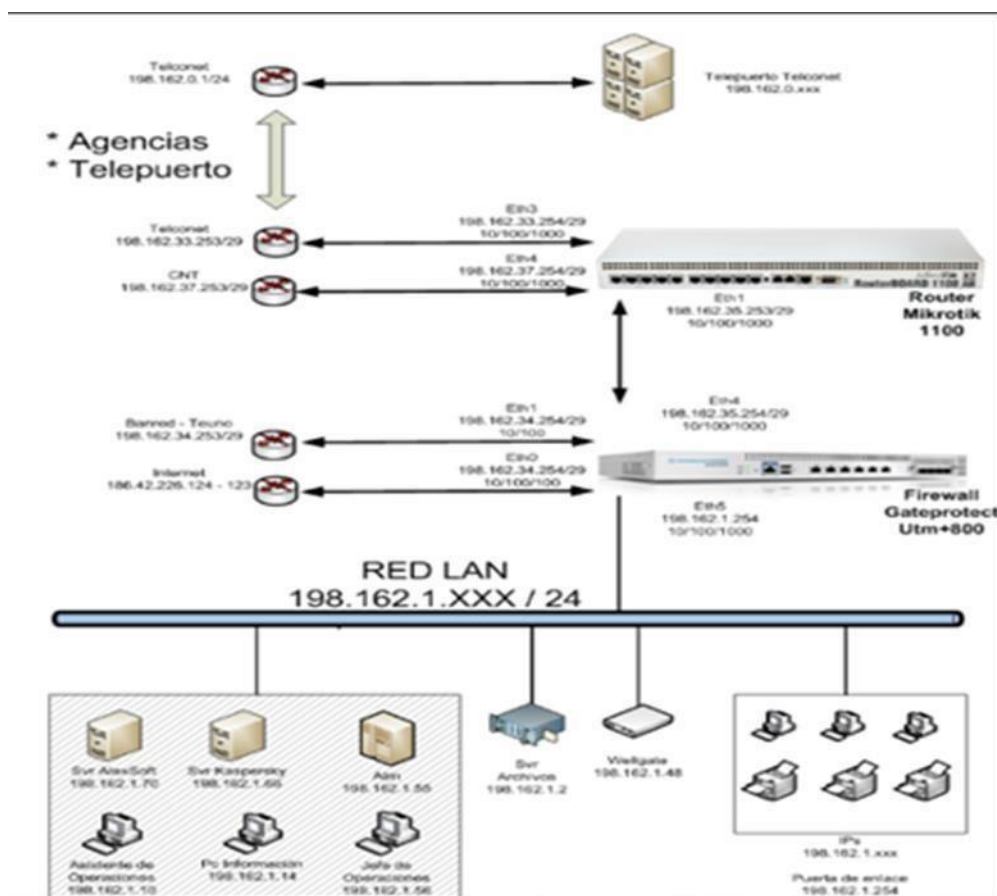 Telconet
198.162.0.1/24
Telepuerto Telconet
198.162.0.xxx
* Agencias
* Telepuerto
Telconet
198.162.33.253/29
Eth3
198.162.33.254/29
10/100/1000
CNT
198.162.37.253/29
Eth4
198.162.37.254/29
10/100/1000
RouterBOARD 1100
Router
Mikrotik
1100
Eth1
198.162.35.253/29
10/100/1000
Banred -
198.162.34.253/29
Eth1
198.162.34.254/29
10/100
Eth4
198.162.35.254/29
10/100/1000
Internet
186.42.226.124 - 123
Eth0
198.162.34.254/29
10/100/100
Firewall
Gateprotect
Utm+800
Eth5
198.162.1.254
10/100/1000
RED LAN
198.162.1.XXX / 24
Svr
198.162.1.70
Svr Kaspersky
198.162.1.66
198.162.1.55
Svr
Archivos
198.162.1.2
Wallgate
198.162.1.48
Asistente de
Operaciones
198.162.1.10
Pc Información
198.162.1.14
Jefe de
Operaciones
198.162.1.56
IPs
198.162.1.xxx
Puerta de enlace
198.162.1.254